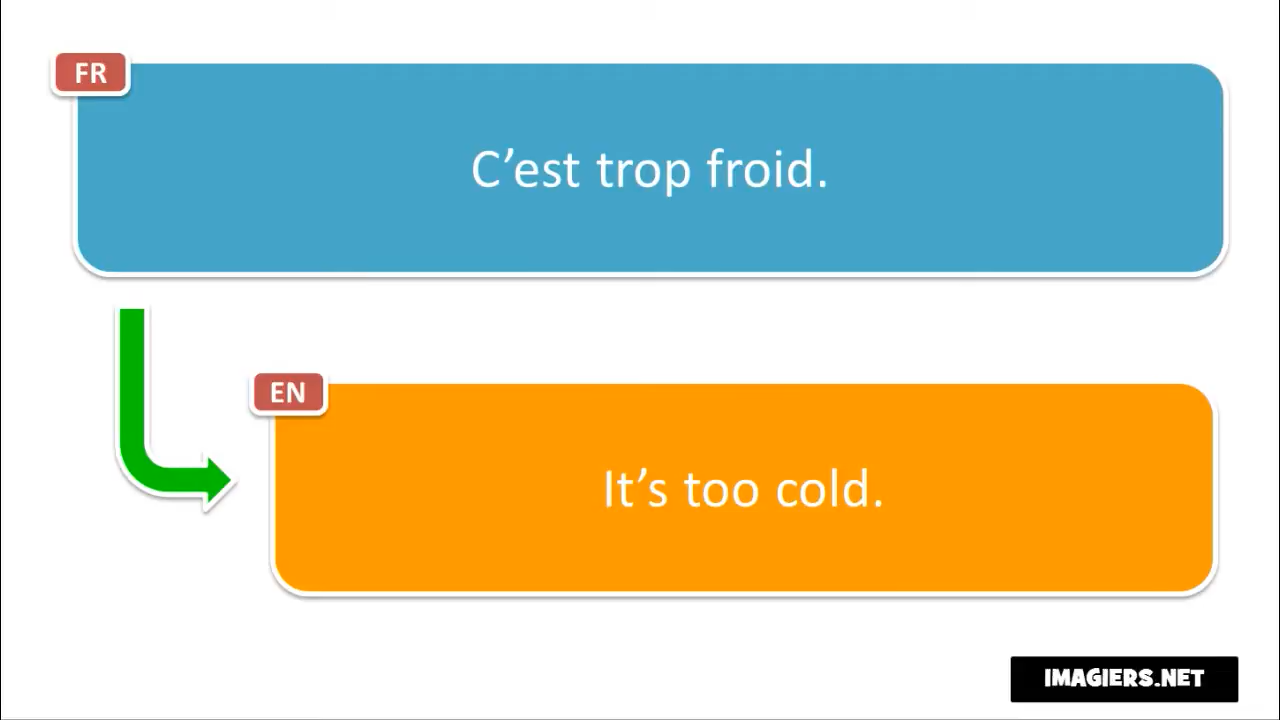 FR
C’est trop froid.
EN
It’s too cold.
IMAGIERS.NET